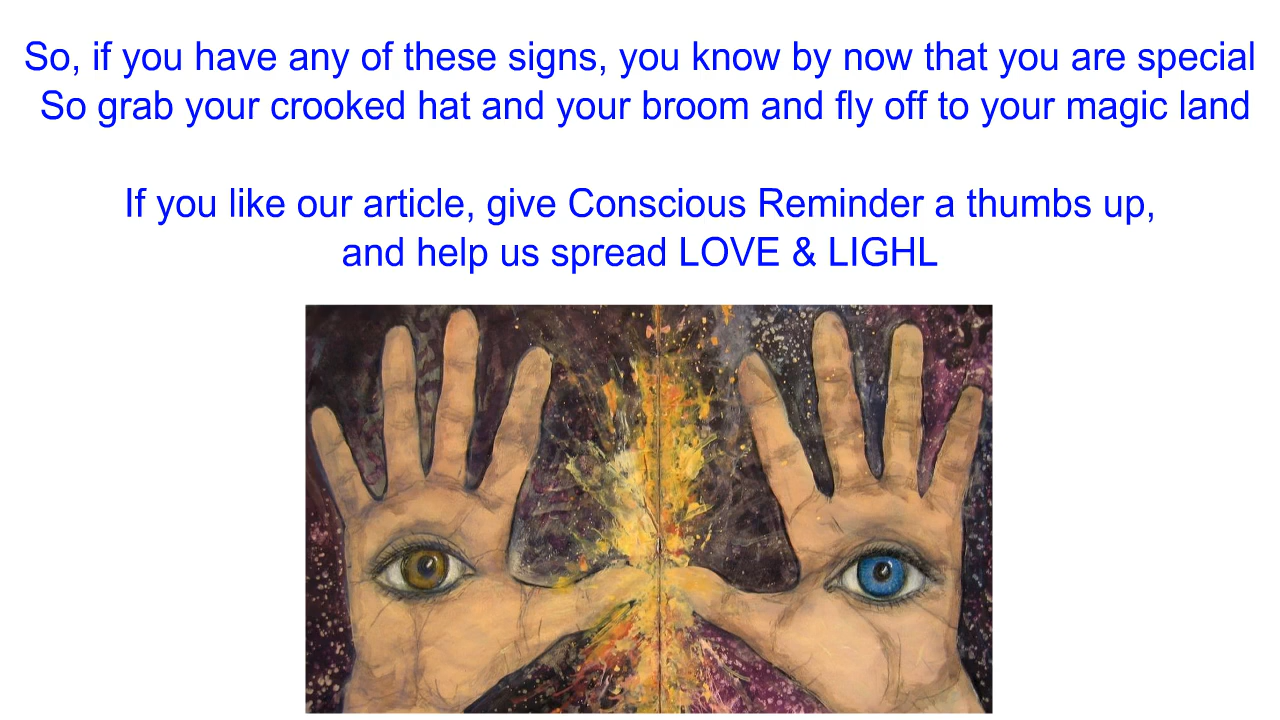 So, if you have any of these signs, you know by now that you are special
So grab your crooked hat and your broom and fly off to your magic land
If you like our article, give Conscious Reminder a thumbs up,
and help us spread LOVE & LIGHL